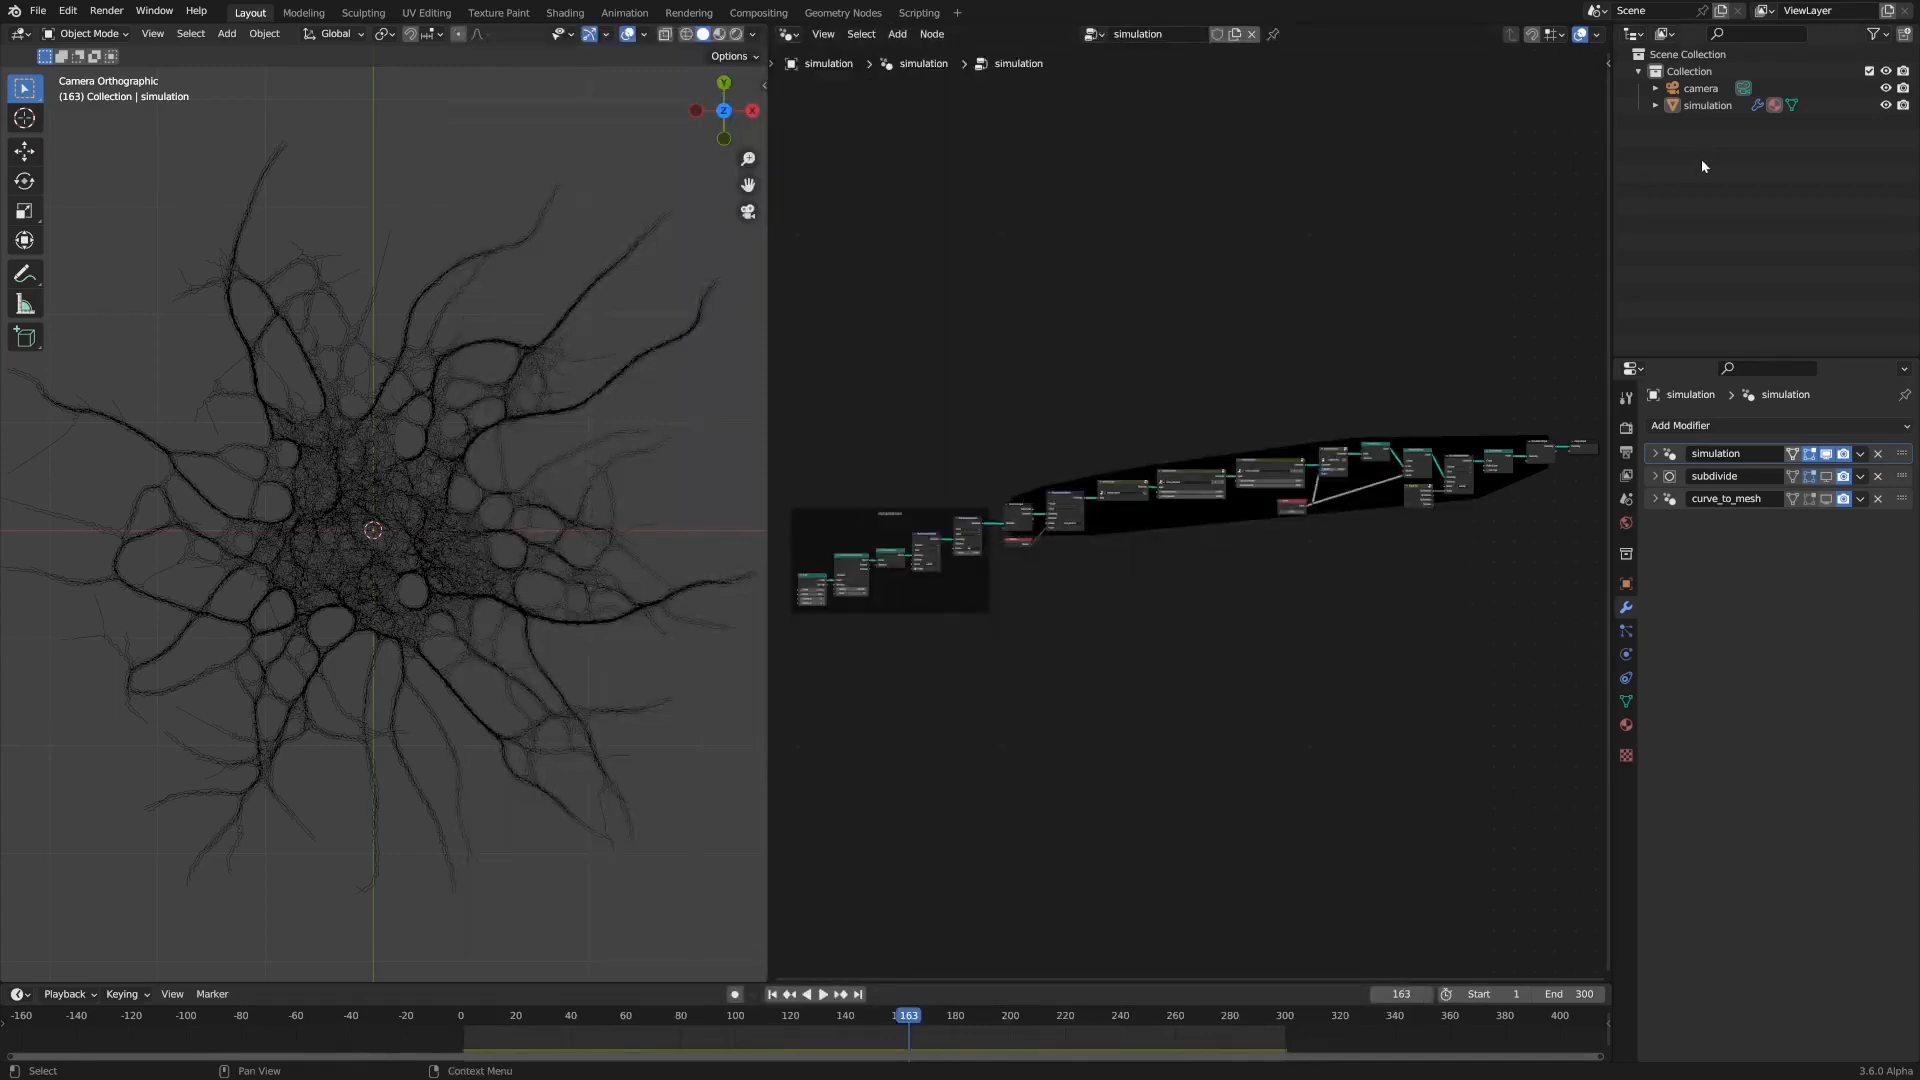 File Edit Render Window Help Layout Modeling Sculpting UV Editing Texture Paint Shading Animation Rendering Compositing Geometry Nodes Scripting + Scene ViewLayer
Object Mode View Select Add Object Global View Select Add Node simulation
Options
simulation > simulation > simulation
Camera Orthographic
(163) Collection | simulation
Y
Z X
Scene Collection
Collection
camera
simulation
simulation > simulation
Add Modifier
simulation
subdivide
curve_to_mesh
Playback Keying View Marker 163 Start 1 End 300
-160 -140 -120 -100 -80 -60 -40 -20 0 20 40 60 80 100 120 140 163 180 200 220 240 260 280 300 320 340 360 380 400
Select Pan View Context Menu 3.6.0 Alpha